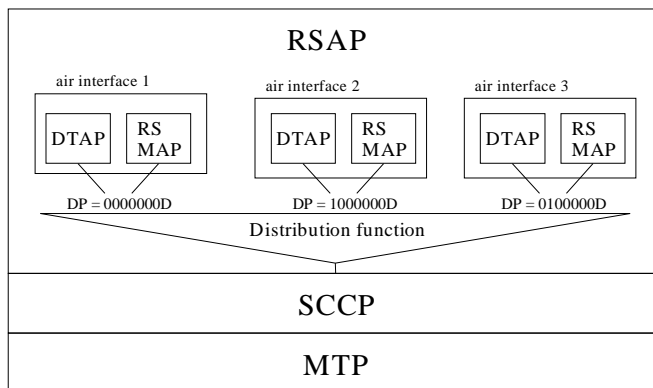 RSAP
air interface 1
air interface 2
air interface 3
DTAP
RS
MAP
DTAP
RS
MAP
DTAP
RS
MAP
DP = 0000000D
DP = 1000000D
DP = 0100000D
Distribution function
SCCP
MTP